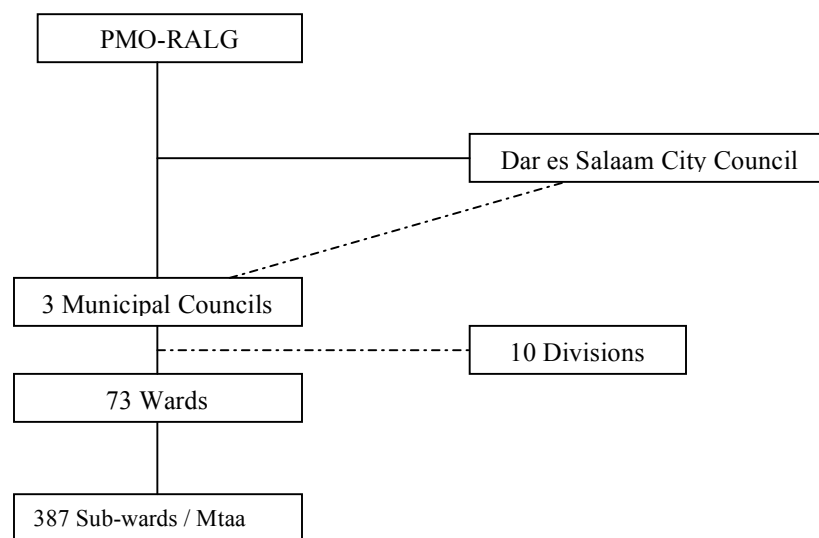 PMO-RALG
Dar es Salaam City Council
3 Municipal Councils
10 Divisions
73 Wards
387 Sub-wards / Mtaa